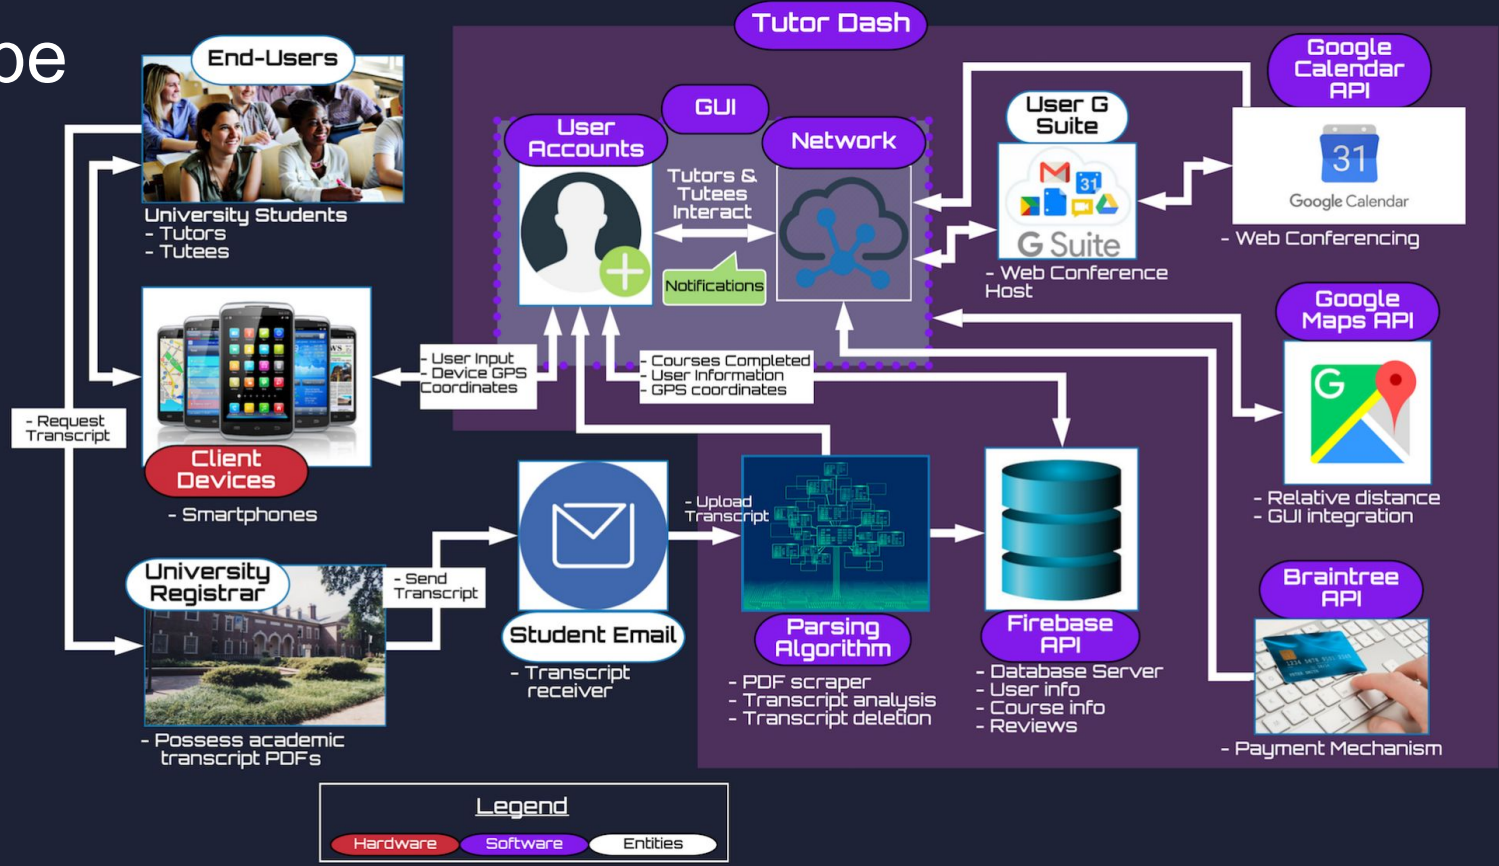 pe
Tutor Dash
End-Users
University Students
- Tutors
- Tutees
Client
Devices
- Smartphones
- Request
Transcript
University
Registrar
- Possess academic
transcript PDFs
- Send
Transcript
Student Email
- Transcript
receiver
- Upload
Transcript
- User Input
- Device GPS
Coordinates
GUI
User
Accounts
Tutors &
Tutees
Interact
Notifications
Network
- Courses Completed
- User Information
- GPS coordinates
Parsing
Algorithm
- PDF scraper
- Transcript analysis
- Transcript deletion
Firebase
API
- Database Server
- User info
- Course info
- Reviews
User G
Suite
31
G Suite
- Web Conference
Host
Google
Calendar
API
31
Google Calendar
- Web Conferencing
Google
Maps API
G
- Relative distance
- GUI integration
Braintree
API
- Payment Mechanism
Legend
Hardware
Software
Entities